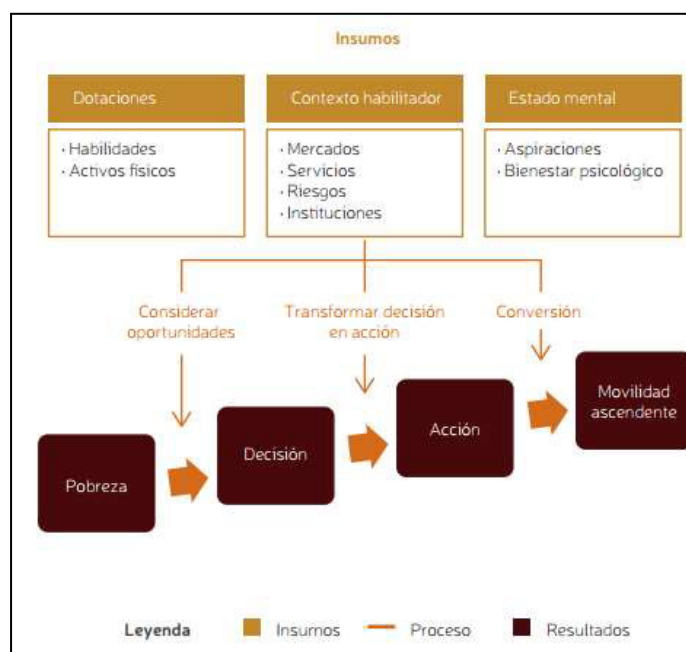 Insumos
Dotaciones
Contexto habilitador
Estado mental
· Habilidades
· Activos físicos
· Mercados
· Servicios
· Riesgos
· Instituciones
· Aspiraciones
· Bienestar psicológico
Considerar
oportunidades
Transformar decisión
en acción
Conversión
Pobreza
Decisión
Acción
Movilidad
ascendente
Leyenda
Insumos
Proceso
Resultados